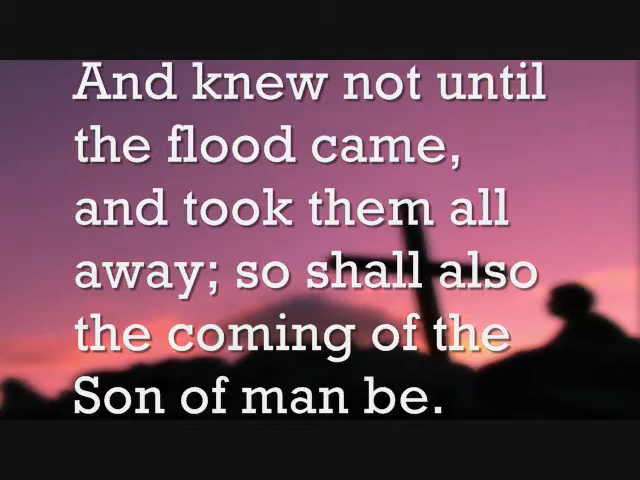 And knew not until
the flood came,
and took them all
away; so shall also
the coming of the
Son of man be.